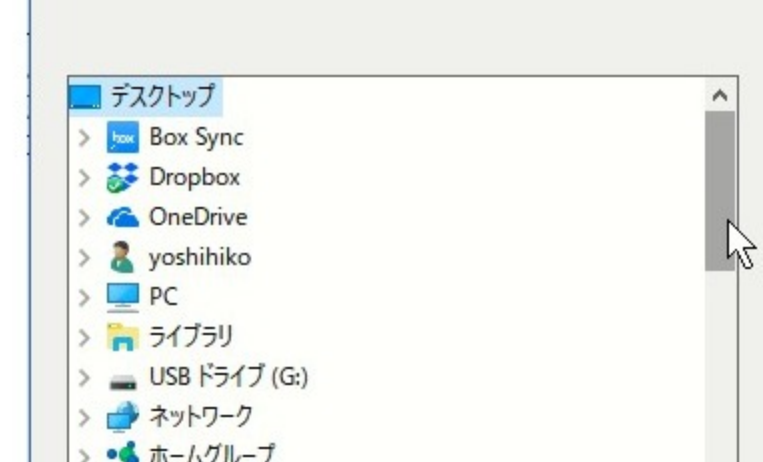 デスクトップ
box Box Sync
Dropbox
OneDrive
yoshihiko
PC
ライブラリ
USB ドライブ (G:)
ネットワーク
ホームグループ